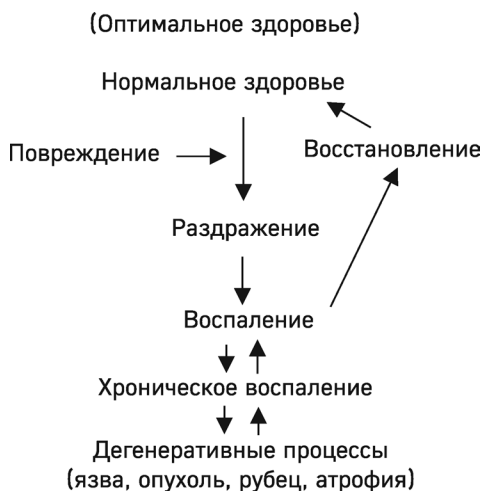 (Оптимальное здоровье)
Нормальное здоровье
Повреждение
Восстановление
Раздражение
Воспаление
Хроническое воспаление
Дегенеративные процессы
(язва, опухоль, рубец, атрофия)